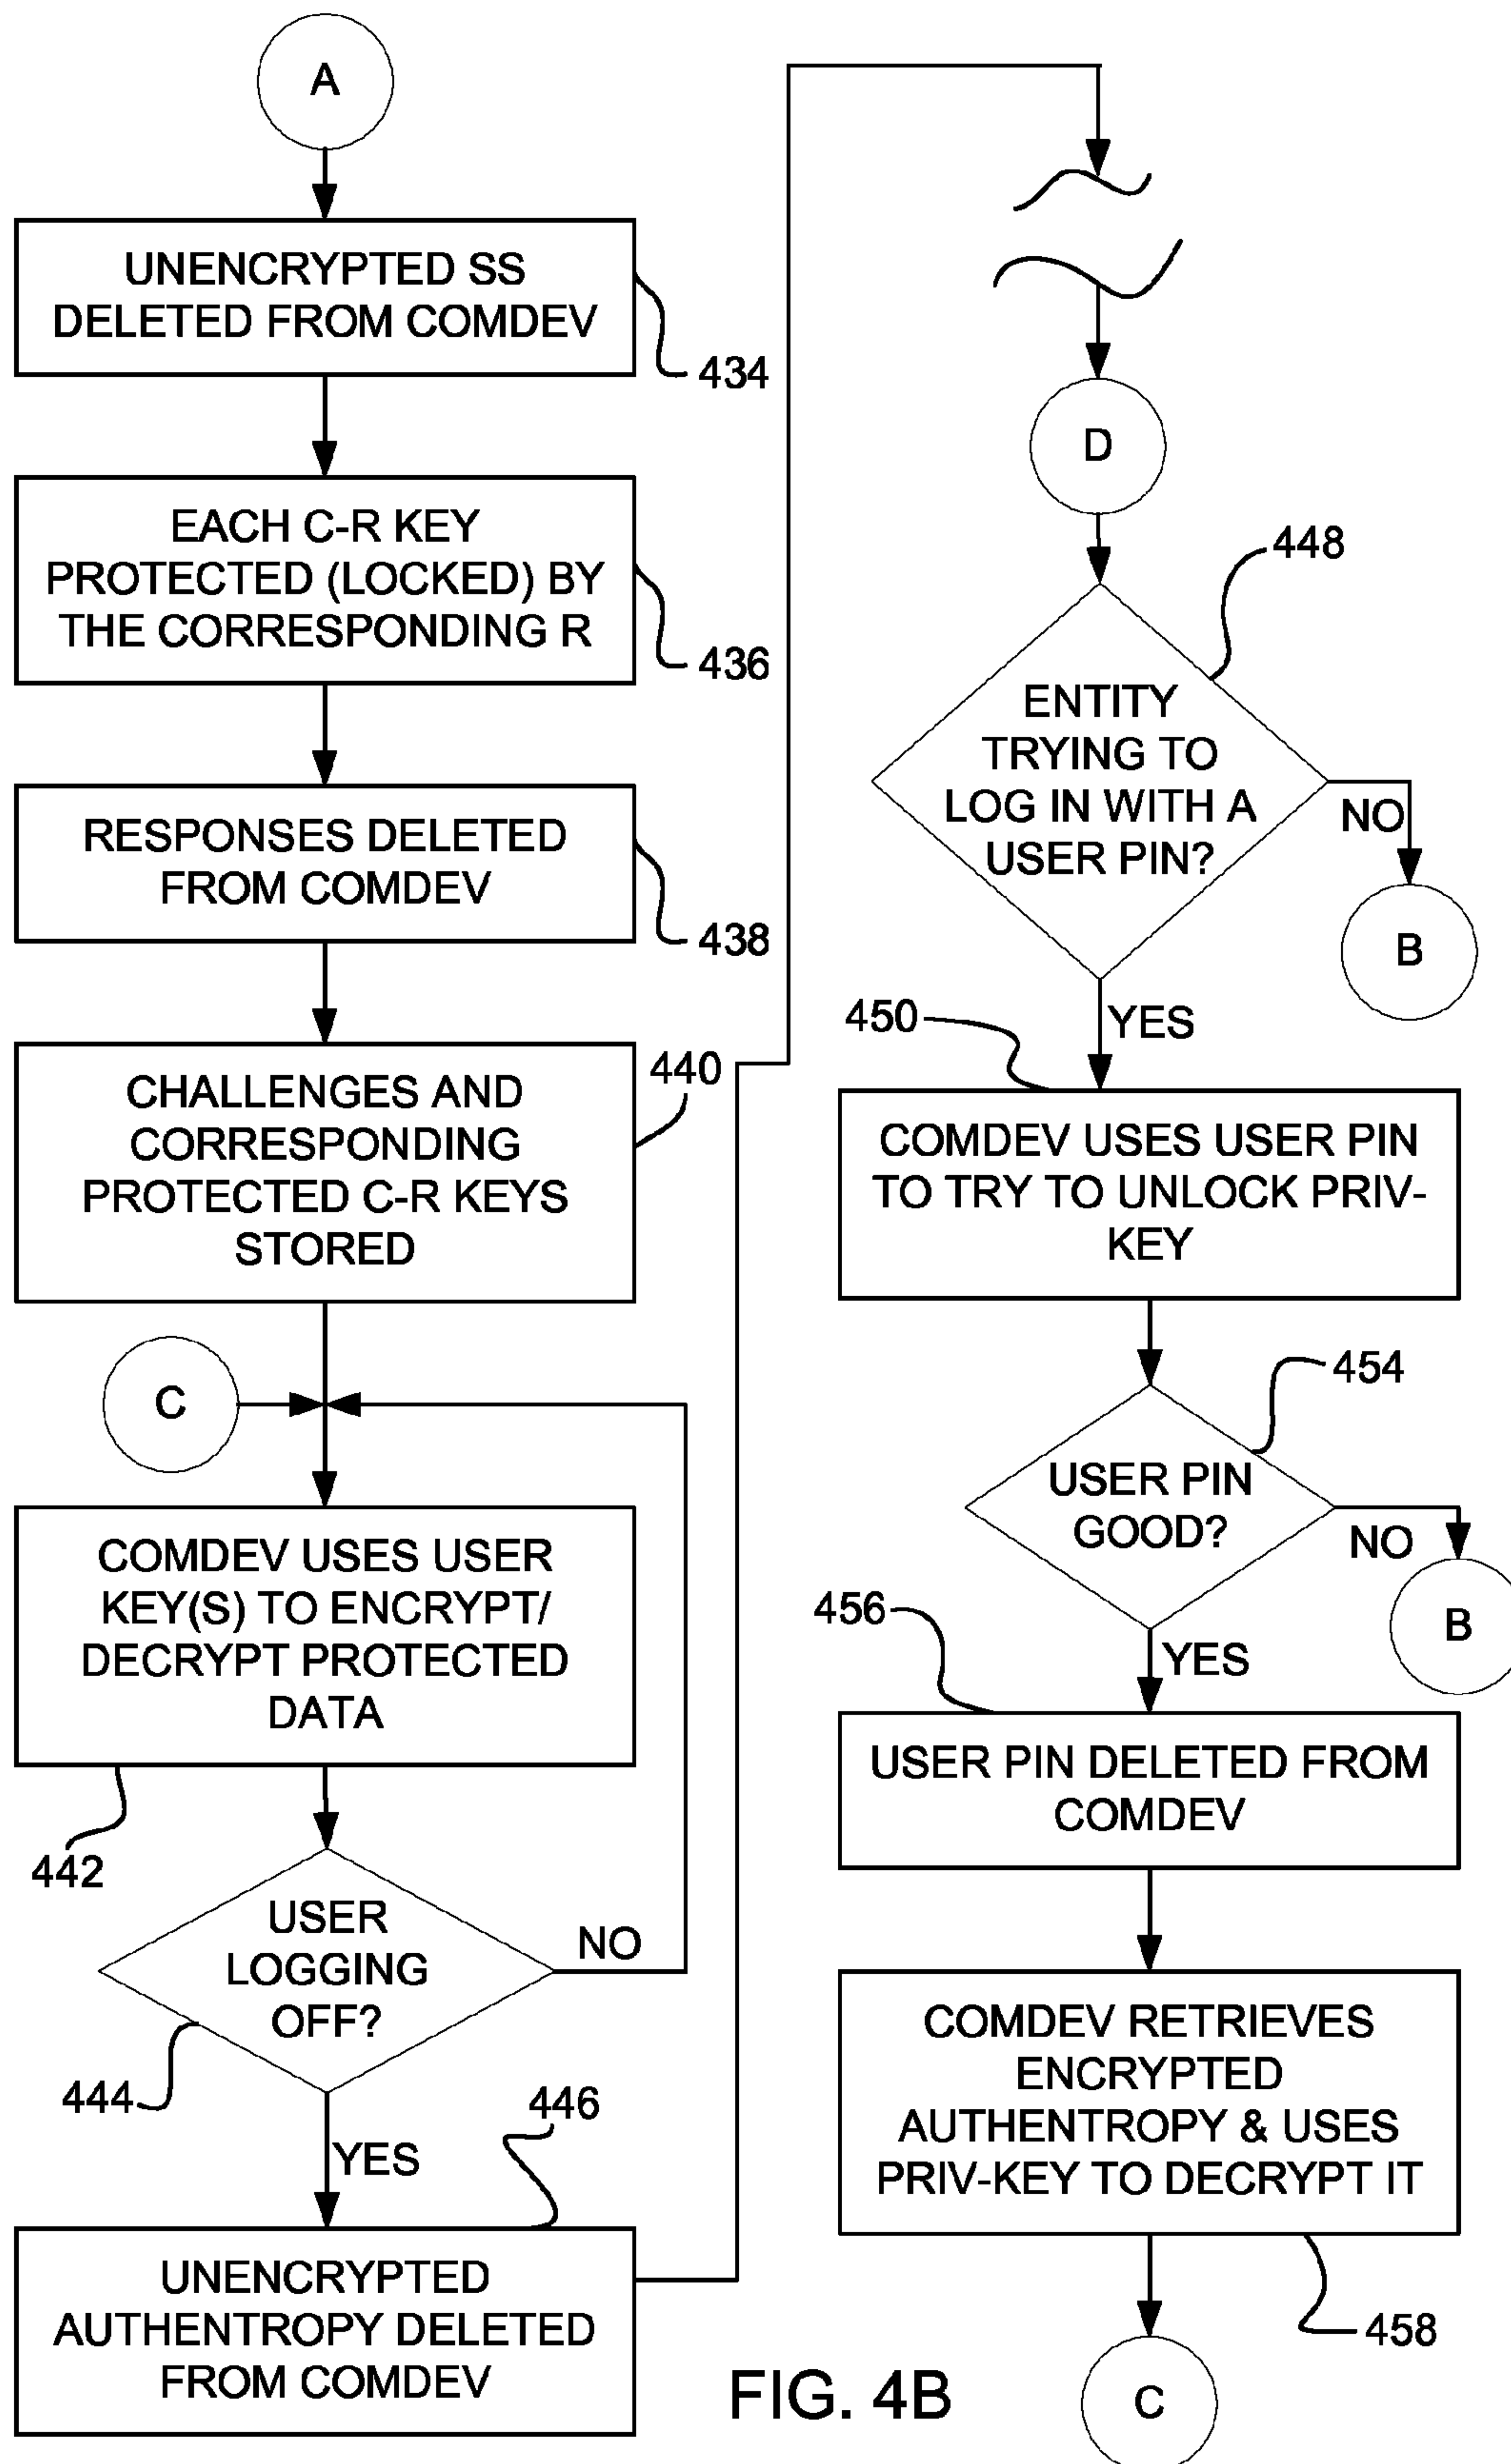 A
UNENCRYPTED SS
DELETED FROM COMDEV
434
EACH C-R KEY
PROTECTED (LOCKED) BY
THE CORRESPONDING R
436
RESPONSES DELETED
FROM COMDEV
438
CHALLENGES AND
CORRESPONDING
PROTECTED C-R KEYS
STORED
440
C
COMDEV USES USER
KEY(S) TO ENCRYPT/
DECRYPT PROTECTED
DATA
442
USER
LOGGING
OFF?
NO
444
YES
446
UNENCRYPTED
AUTHENTROPY DELETED
FROM COMDEV
D
448
ENTITY
TRYING TO
LOG IN WITH A
USER PIN?
NO
B
YES
450
COMDEV USES USER PIN
TO TRY TO UNLOCK PRIV-
KEY
454
USER PIN
GOOD?
NO
B
YES
456
USER PIN DELETED FROM
COMDEV
COMDEV RETRIEVES
ENCRYPTED
AUTHENTROPY & USES
PRIV-KEY TO DECRYPT IT
458
C
FIG. 4B